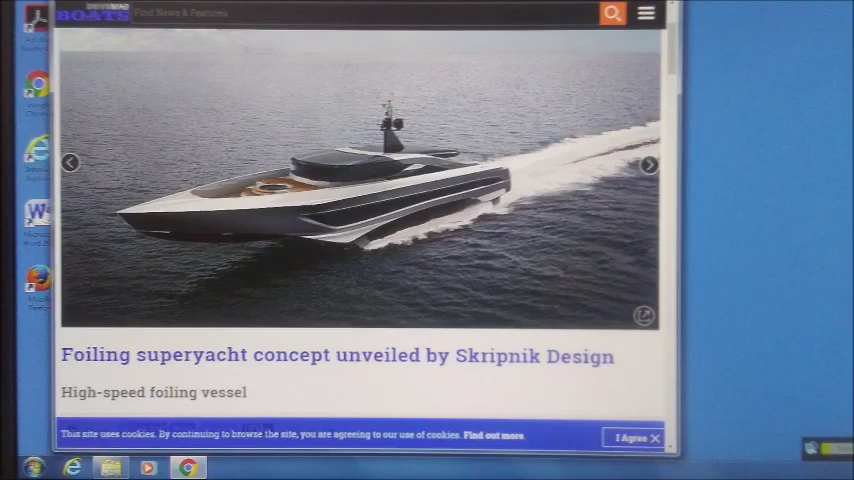 BOATS
Find News & Features
Foiling superyacht concept unveiled by Skripnik Design
High-speed foiling vessel
This site uses cookies. By continuing to browse the site, you are agreeing to our use of cookies. Find out more.
I Agree ×